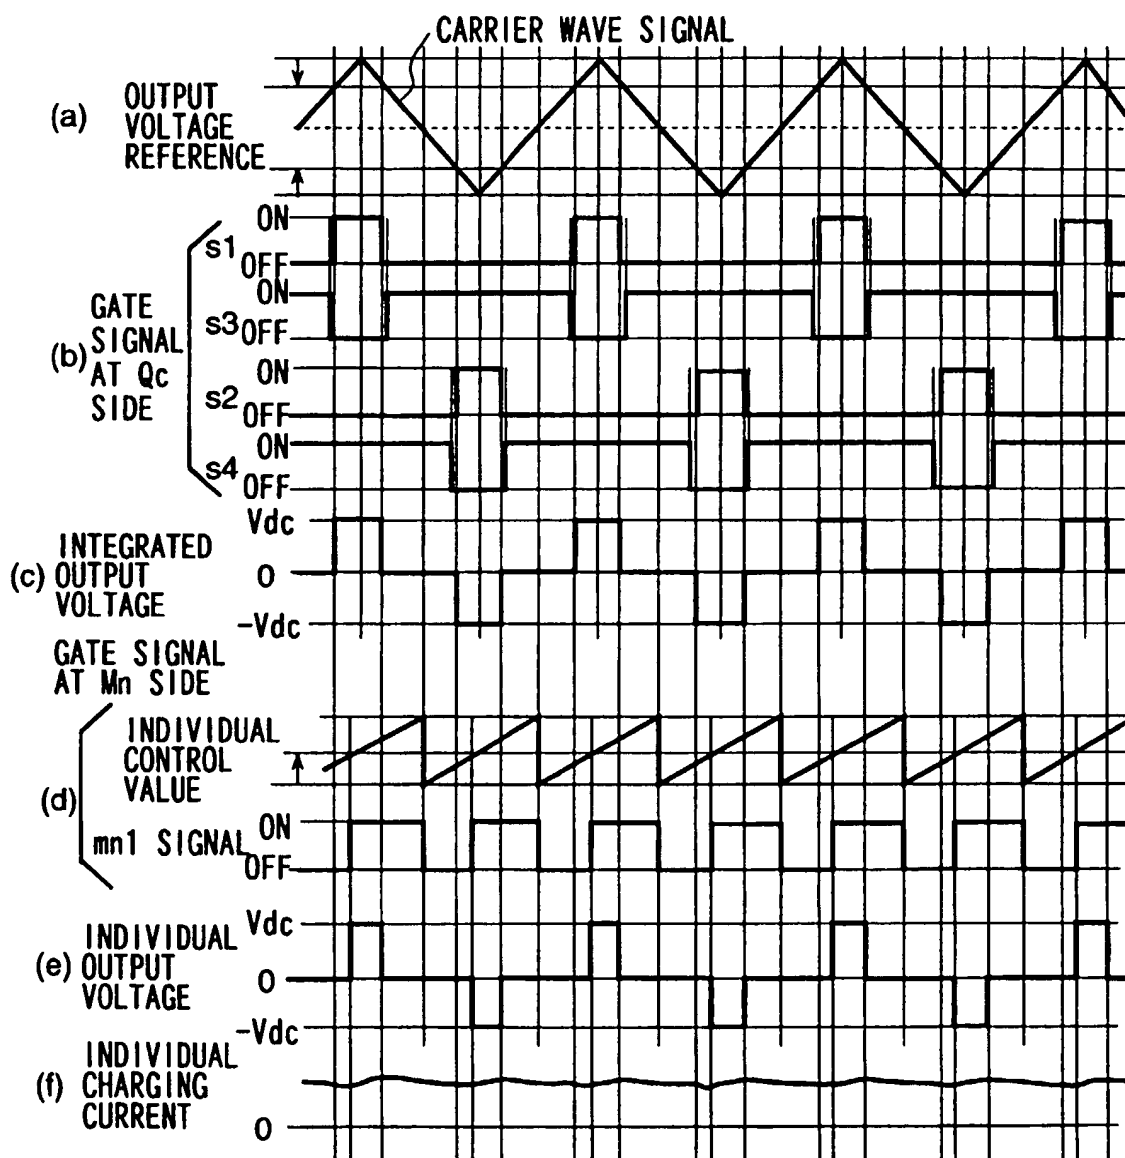 CARRIER WAVE SIGNAL
(a)
OUTPUT
VOLTAGE
REFERENCE
(b)
GATE
SIGNAL
AT Qc
SIDE
s1
ON
OFF
s3
ON
OFF
s2
ON
OFF
s4
ON
OFF
(c)
INTEGRATED
OUTPUT
VOLTAGE
Vdc
0
-Vdc
GATE SIGNAL
AT Mn SIDE
(d)
INDIVIDUAL
CONTROL
VALUE
mn1 SIGNAL
ON
OFF
(e)
INDIVIDUAL
OUTPUT
VOLTAGE
Vdc
0
-Vdc
(f)
INDIVIDUAL
CHARGING
CURRENT
0